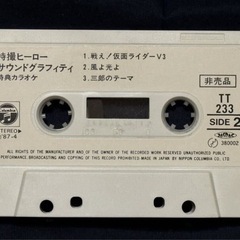 特撮ヒーロー
サウンドグラフィティ
特典カラオケ
1. 戦え!仮面ライダーV3
2. 風よ光よ
3. 三郎のテーマ
非売品
TT
233
SIDE 2
STEREO
'87-4
380002
ALL RIGHTS OF THE MANUFACTURER AND OF THE OWNER OF THE RECORDED WORK RESERVED UNAUTHORIZED PUBLIC
PERFORMANCE BROADCASTING AND COPYING OF THIS RECORD PROHIBITED MADE IN JAPAN BY NIPPON COLUMBIA CO. LTD.